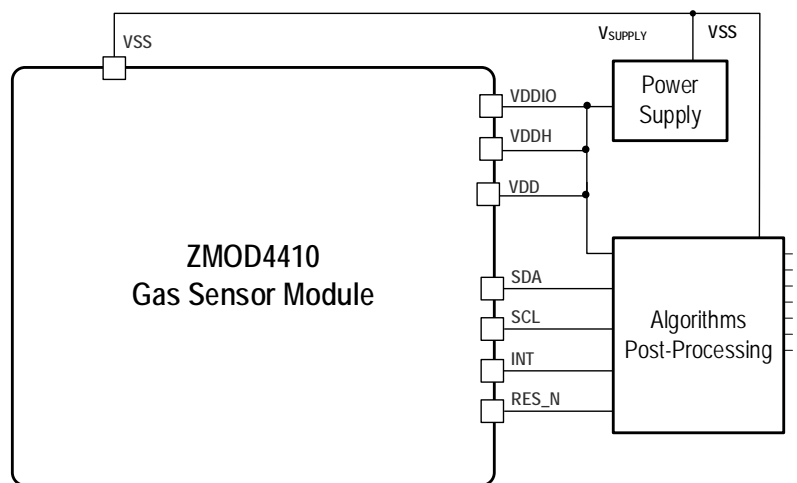 VSS
VSUPPLY
VSS
Power
Supply
VDDIO
VDDH
VDD
ZMOD4410
Gas Sensor Module
SDA
SCL
INT
RES_N
Algorithms
Post-Processing